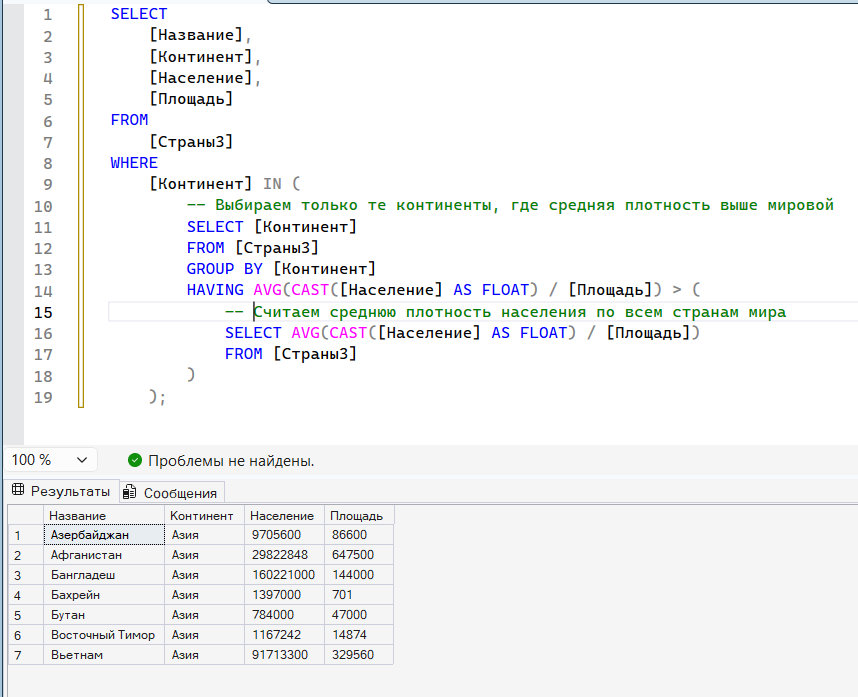 1 SELECT
2 [Название],
3 [Континент],
4 [Население],
5 [Площадь]
6 FROM
7 [Страны3]
8 WHERE
9 [Континент] IN (
10 -- Выбираем только те континенты, где средняя плотность выше мировой
11 SELECT [Континент]
12 FROM [Страны3]
13 GROUP BY [Континент]
14 HAVING AVG(CAST([Население] AS FLOAT) / [Площадь]) > (
15 -- Считаем среднюю плотность населения по всем странам мира
16 SELECT AVG(CAST([Население] AS FLOAT) / [Площадь])
17 FROM [Страны3]
18 )
19 );
100 % Проблемы не найдены.
Результаты Сообщения
Название Континент Население Площадь
1 Азербайджан Азия 9705600 86600
2 Афганистан Азия 29822848 647500
3 Бангладеш Азия 160221000 144000
4 Бахрейн Азия 1397000 701
5 Бутан Азия 784000 47000
6 Восточный Тимор Азия 1167242 14874
7 Вьетнам Азия 91713300 329560